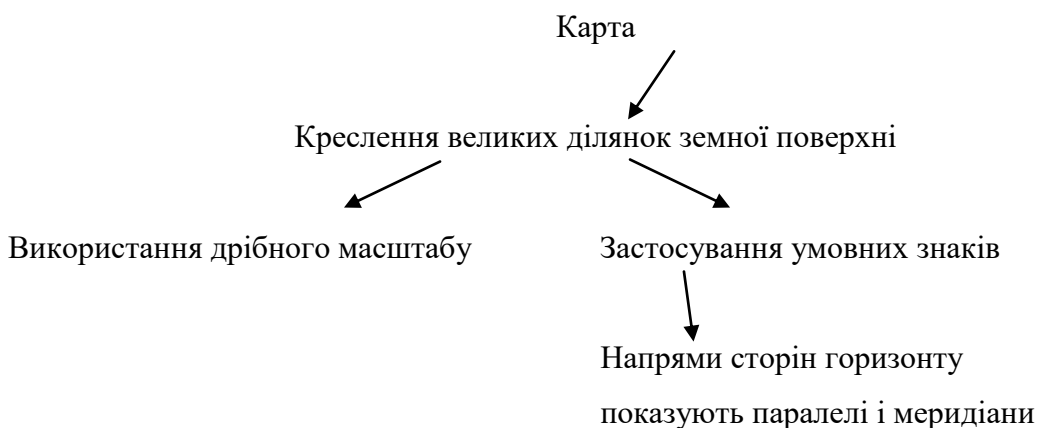 Карта
Креслення великих ділянок земної поверхні
Використання дрібного масштабу
Застосування умовних знаків
Напрями сторін горизонту
показують паралелі і меридіани